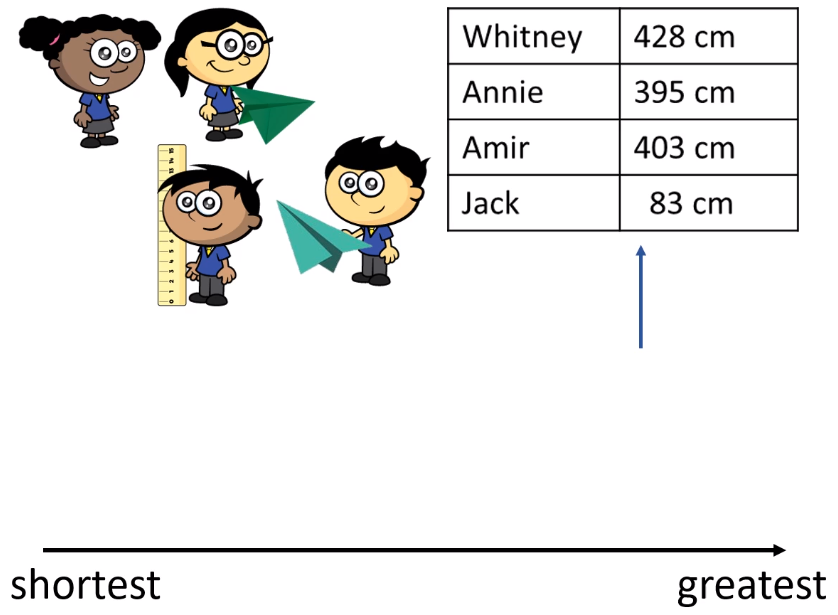 Whitney 428 cm
Annie 395 cm
Amir 403 cm
Jack 83 cm
shortest greatest